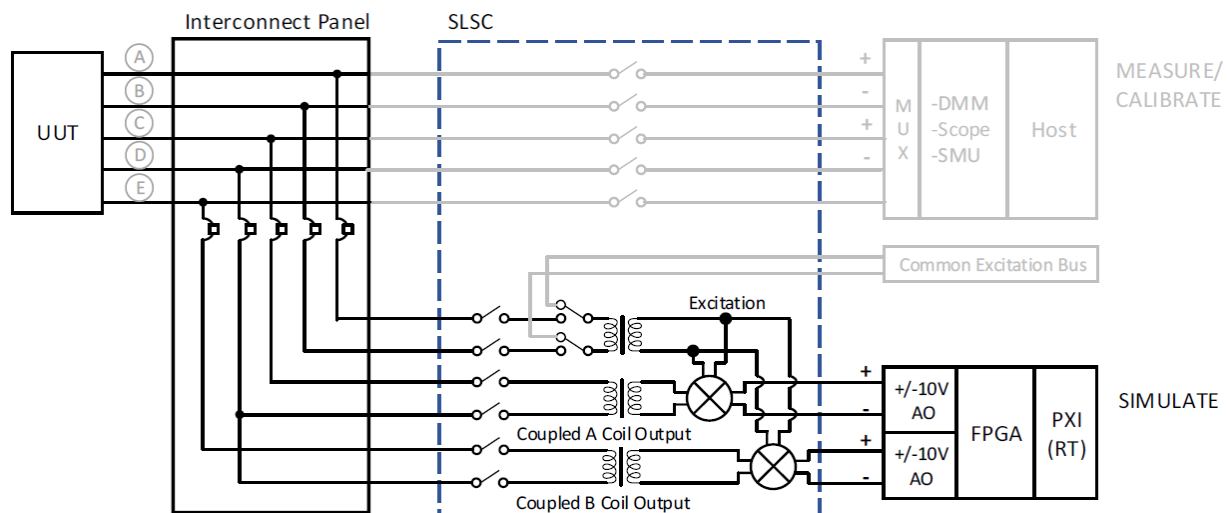 Interconnect Panel
SLSC
A
B
C
D
E
UUT
+
-
+
-
M
U
X
-DMM
-Scope
-SMU
Host
MEASURE/
CALIBRATE
Common Excitation Bus
Excitation
+
-
+
-
+/-10V
AO
+/-10V
AO
FPGA
PXI
(RT)
SIMULATE
Coupled A Coil Output
Coupled B Coil Output